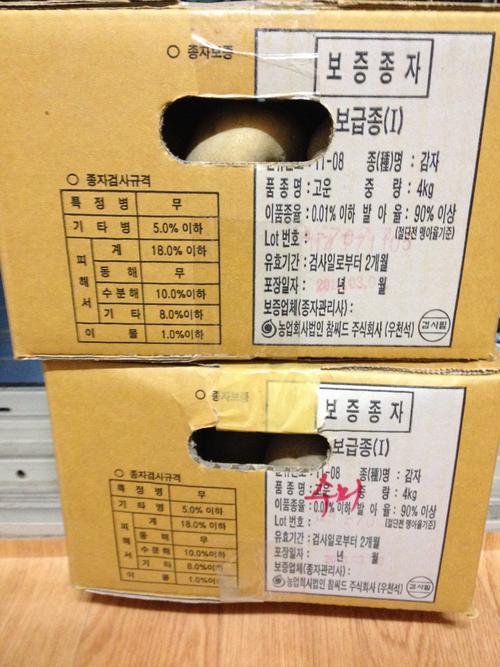 ○ 종자보증
보증종자
보급종(I)
11-08 종(種)명 : 감자
품종명 : 고운 중 량 : 4kg
이품종율 : 0.01% 이하 발아율 : 90% 이상
Lot 번호 : (절단전 맹아율기준)
유효기간 : 검사일로부터 2개월
포장일자 : 년 월
보증업체(종자관리사) :
농업회사법인 참씨드 주식회사 (우천석) 검사필
○ 종자검사규격
특정병 무
기타병 5.0% 이하
피해서 계 18.0% 이하
동해 무
수분해 10.0%이하
기타 8.0%이하
이물 1.0%이하
○ 종자보증
보증종자
보급종(I)
11-08 종(種)명 : 감자
품종명 : 고운 중 량 : 4kg
수미
이품종율 : 0.01% 이하 발아율 : 90% 이상
Lot 번호 : (절단전 맹아율기준)
유효기간 : 검사일로부터 2개월
포장일자 : 년 월
보증업체(종자관리사) :
농업회사법인 참씨드 주식회사 (우천석) 검사필
○ 종자검사규격
특정병 무
기타병 5.0% 이하
피해서 계 18.0% 이하
동해 무
수분해 10.0%이하
기타 8.0%이하
이물 1.0%이하